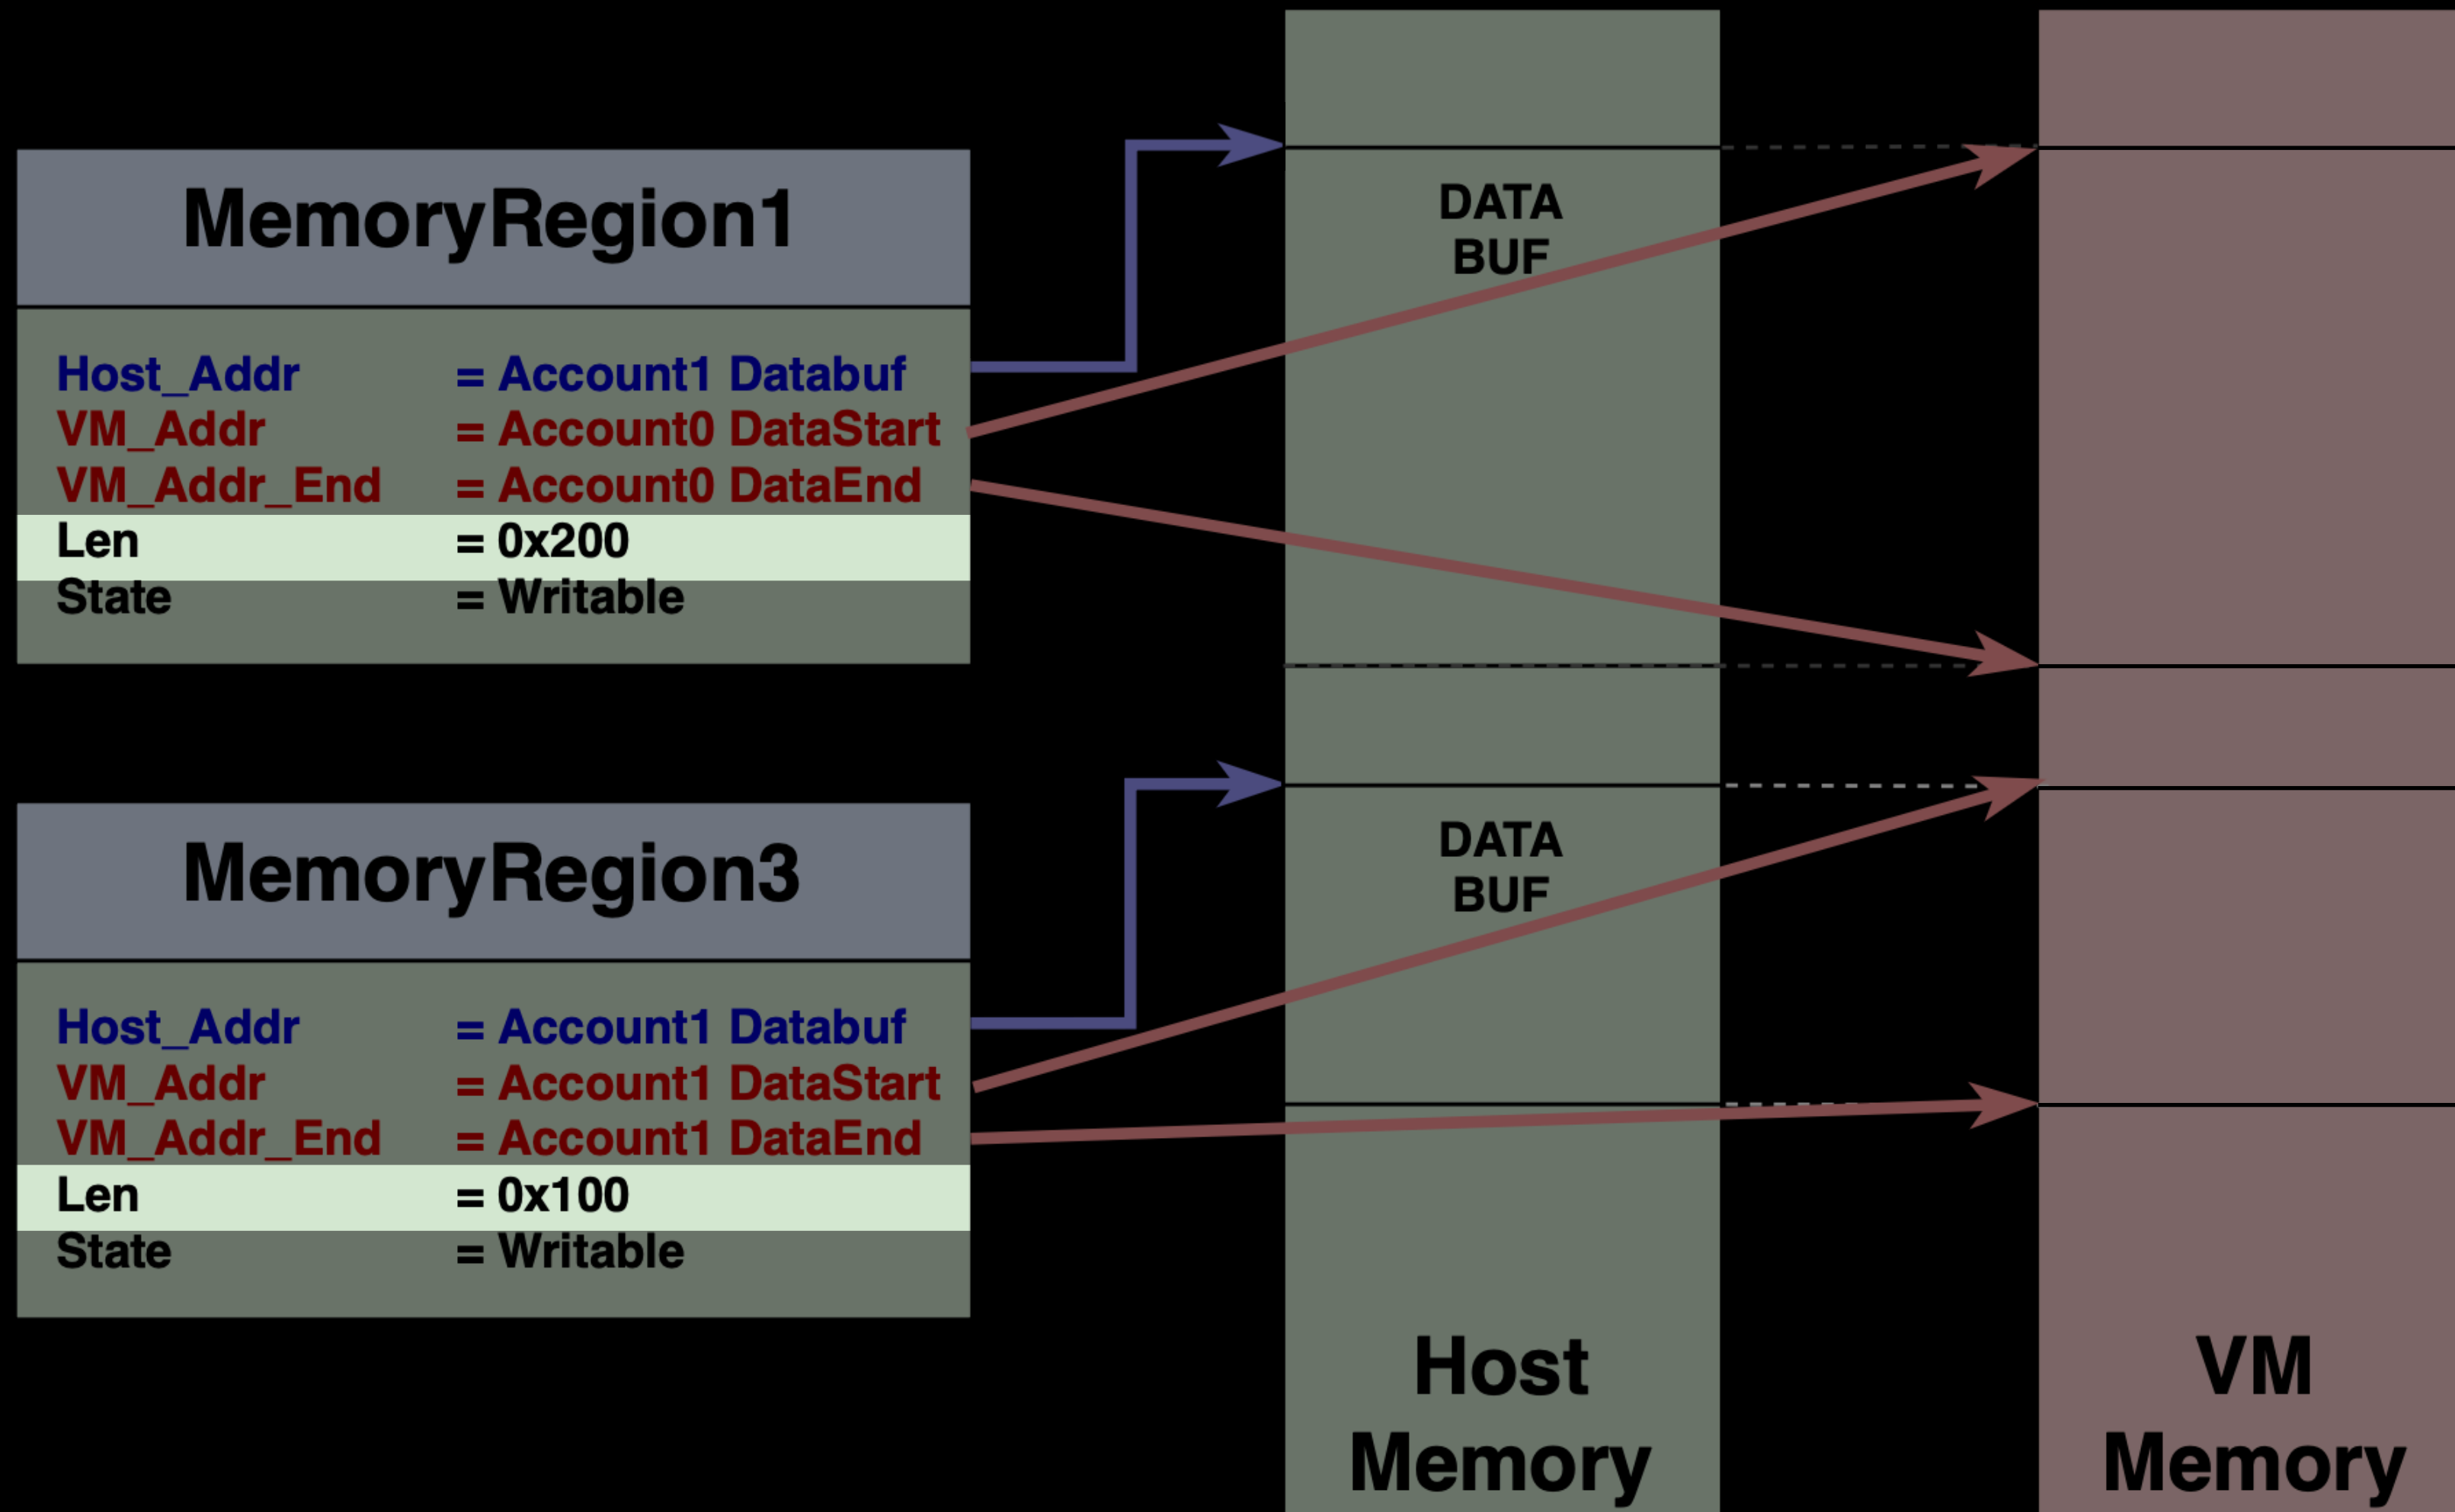 MemoryRegion1
Host_Addr = Account1 Databuf
VM_Addr = Account0 DataStart
VM_Addr_End = Account0 DataEnd
Len = 0x200
State = Writable
DATA
BUF
MemoryRegion3
Host_Addr = Account1 Databuf
VM_Addr = Account1 DataStart
VM_Addr_End = Account1 DataEnd
Len = 0x100
State = Writable
DATA
BUF
Host
Memory
VM
Memory